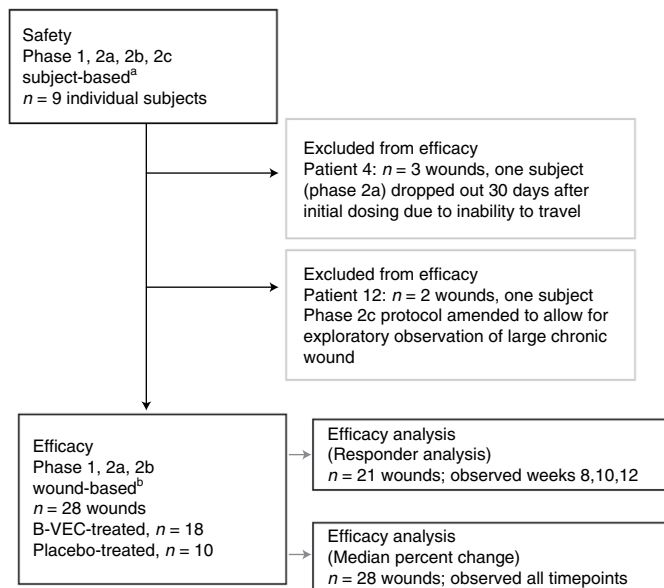 Safety
Phase 1, 2a, 2b, 2c
subject-basedᵃ
n = 9 individual subjects
Excluded from efficacy
Patient 4: n = 3 wounds, one subject
(phase 2a) dropped out 30 days after
initial dosing due to inability to travel
Excluded from efficacy
Patient 12: n = 2 wounds, one subject
Phase 2c protocol amended to allow for
exploratory observation of large chronic
wound
Efficacy
Phase 1, 2a, 2b
wound-basedᵇ
n = 28 wounds
B-VEC-treated, n = 18
Placebo-treated, n = 10
Efficacy analysis
(Responder analysis)
n = 21 wounds; observed weeks 8,10,12
Efficacy analysis
(Median percent change)
n = 28 wounds; observed all timepoints